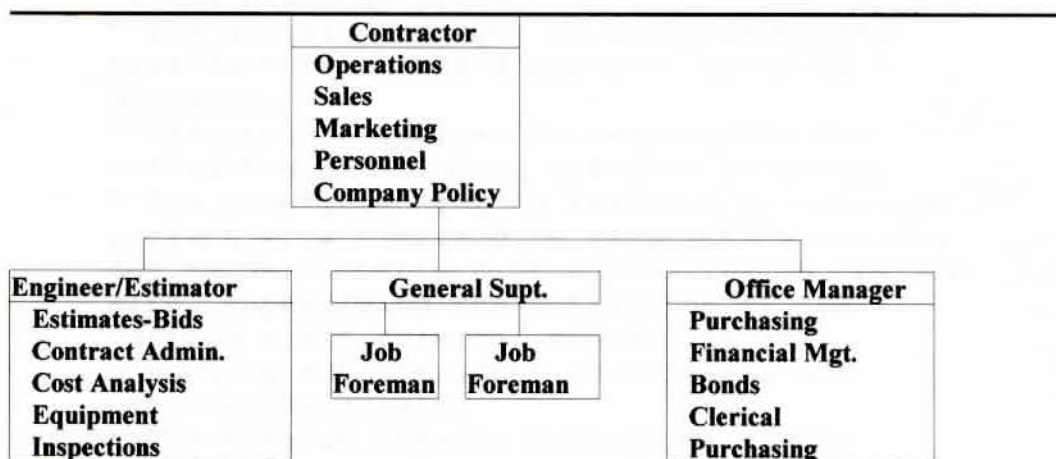 Contractor
Operations
Sales
Marketing
Personnel
Company Policy
Engineer/Estimator
Estimates-Bids
Contract Admin.
Cost Analysis
Equipment
Inspections
General Supt.
Job
Foreman
Job
Foreman
Office Manager
Purchasing
Financial Mgt.
Bonds
Clerical
Purchasing